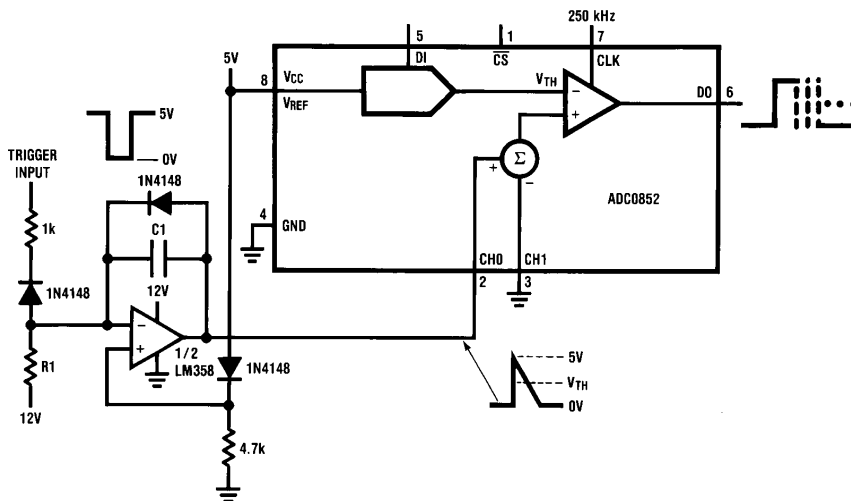 250 kHz
5
1
7
DI
C̅S̅
CLK
5V
8
VCC
VREF
VTH
−
+
DO
6
5V
0V
+
Σ
−
ADC0852
TRIGGER
INPUT
1N4148
1k
C1
4
GND
CH0
CH1
2
3
1N4148
12V
−
+
1/2
LM358
1N4148
R1
12V
4.7k
5V
VTH
0V